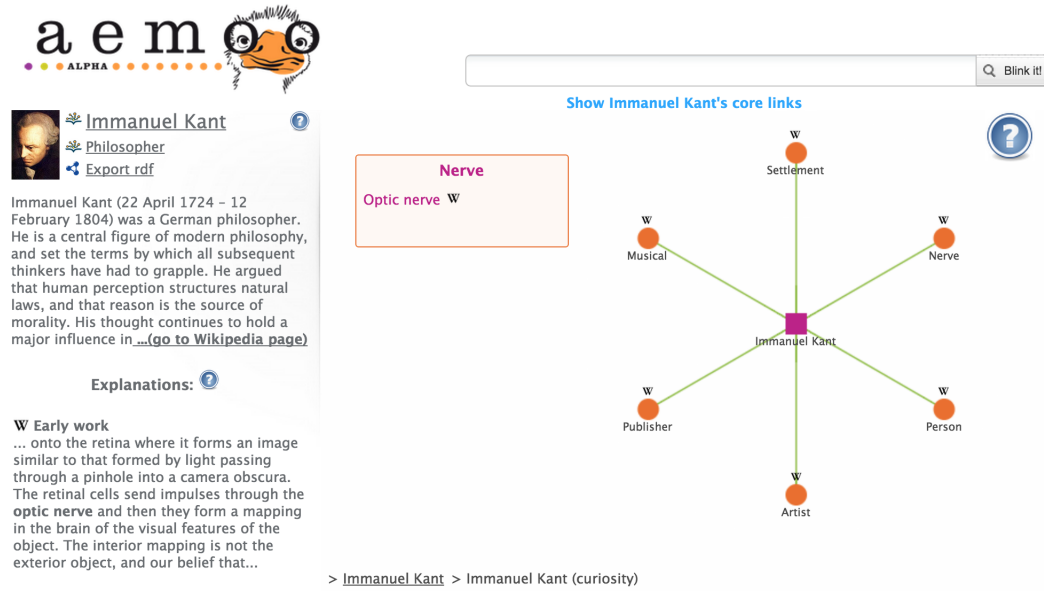 aemoo
ALPHA
Blink it!
Immanuel Kant
?
Philosopher
Export rdf
Immanuel Kant (22 April 1724 – 12
February 1804) was a German philosopher.
He is a central figure of modern philosophy,
and set the terms by which all subsequent
thinkers have had to grapple. He argued
that human perception structures natural
laws, and that reason is the source of
morality. His thought continues to hold a
major influence in ...(go to Wikipedia page)
Explanations: ?
W Early work
... onto the retina where it forms an image
similar to that formed by light passing
through a pinhole into a camera obscura.
The retinal cells send impulses through the
optic nerve and then they form a mapping
in the brain of the visual features of the
object. The interior mapping is not the
exterior object, and our belief that...
Show Immanuel Kant's core links
?
Nerve
Optic nerve W
W
Settlement
W
Musical
W
Nerve
Immanuel Kant
W
Publisher
W
Person
W
Artist
> Immanuel Kant > Immanuel Kant (curiosity)